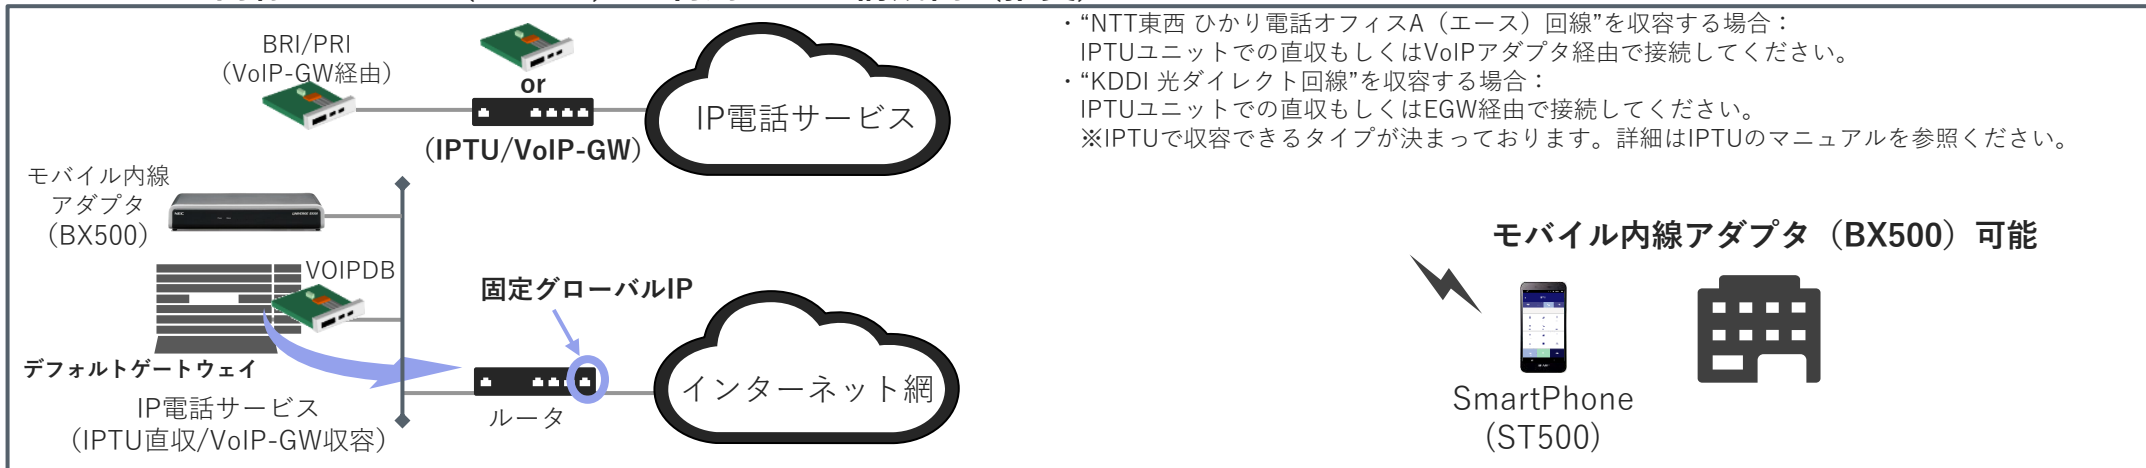 ・“NTT東西 ひかり電話オフィスA（エース）回線”を収容する場合：
IPTUユニットでの直収もしくはVoIPアダプタ経由で接続してください。
・“KDDI 光ダイレクト回線”を収容する場合：
IPTUユニットでの直収もしくはEGW経由で接続してください。
※IPTUで収容できるタイプが決まっております。詳細はIPTUのマニュアルを参照ください。
BRI/PRI
（VoIP-GW経由）
or
（IPTU/VoIP-GW）
IP電話サービス
モバイル内線
アダプタ
（BX500）
VOIPDB
デフォルトゲートウェイ
IP電話サービス
（IPTU直収/VoIP-GW収容）
固定グローバルIP
ルータ
インターネット網
モバイル内線アダプタ（BX500）可能
SmartPhone
(ST500)